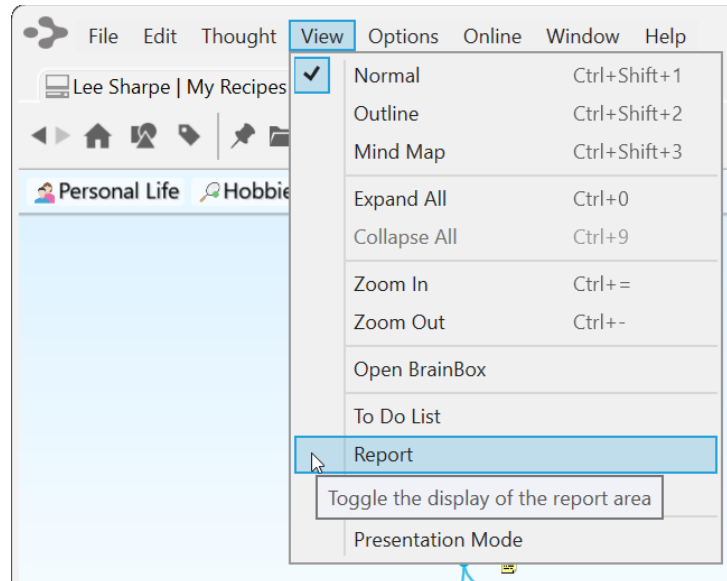 File Edit Thought View Options Online Window Help
Lee Sharpe | My Recipes
Normal Ctrl+Shift+1
Outline Ctrl+Shift+2
Mind Map Ctrl+Shift+3
Personal Life Hobbie
Expand All Ctrl+0
Collapse All Ctrl+9
Zoom In Ctrl+=
Zoom Out Ctrl+-
Open BrainBox
To Do List
Report
Toggle the display of the report area
Presentation Mode